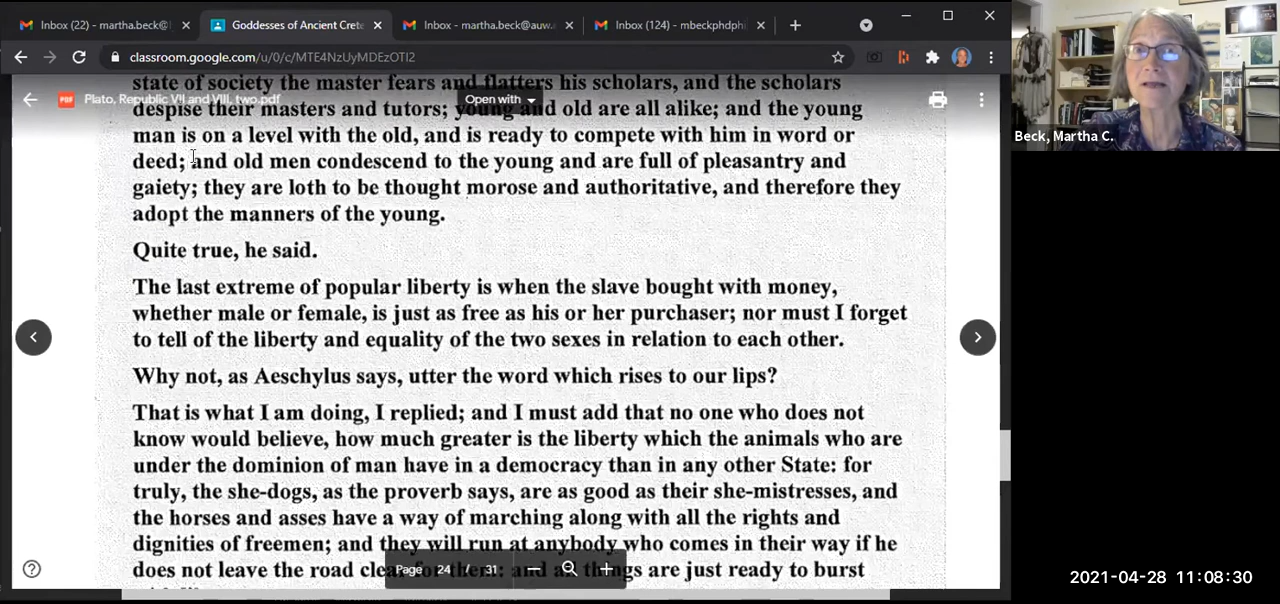 Inbox (22) - martha.beck@
Goddesses of Ancient Crete
Inbox - martha.beck@auw.
Inbox (124) - mbeckphdphi
classroom.google.com/u/0/c/MTE4NzUyMDEzOTI2
state of society the master fears and flatters his scholars, and the scholars
Plato, Republic VII and VIII, two.pdf
Open with
despise their masters and tutors; young and old are all alike; and the young
man is on a level with the old, and is ready to compete with him in word or
deed; and old men condescend to the young and are full of pleasantry and
gaiety; they are loth to be thought morose and authoritative, and therefore they
adopt the manners of the young.
Quite true, he said.
The last extreme of popular liberty is when the slave bought with money,
whether male or female, is just as free as his or her purchaser; nor must I forget
to tell of the liberty and equality of the two sexes in relation to each other.
Why not, as Aeschylus says, utter the word which rises to our lips?
That is what I am doing, I replied; and I must add that no one who does not
know would believe, how much greater is the liberty which the animals who are
under the dominion of man have in a democracy than in any other State: for
truly, the she-dogs, as the proverb says, are as good as their she-mistresses, and
the horses and asses have a way of marching along with all the rights and
dignities of freemen; and they will run at anybody who comes in their way if he
does not leave the road clear for them: and all things are just ready to burst
Page 24 / 31
Beck, Martha C.
2021-04-28 11:08:30